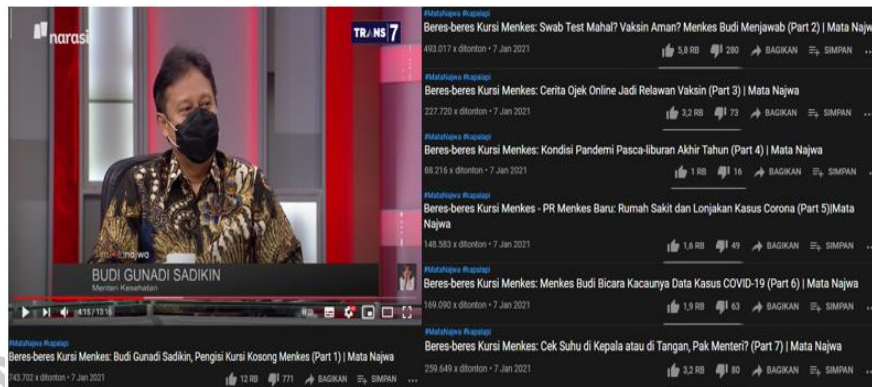 narasi
TRANS 7
matanajwa
BUDI GUNADI SADIKIN
Menteri Kesehatan
4:15 / 13:16
#MataNajwa #kapalapi
Beres-beres Kursi Menkes: Budi Gunadi Sadikin, Pengisi Kursi Kosong Menkes (Part 1) | Mata Najwa
743.702 x ditonton • 7 Jan 2021
12 RB 771 BAGIKAN SIMPAN ...
#MataNajwa #kapalapi
Beres-beres Kursi Menkes: Swab Test Mahal? Vaksin Aman? Menkes Budi Menjawab (Part 2) | Mata Najw
493.017 x ditonton • 7 Jan 2021
5,8 RB 280 BAGIKAN SIMPAN ...
#MataNajwa #kapalapi
Beres-beres Kursi Menkes: Cerita Ojek Online Jadi Relawan Vaksin (Part 3) | Mata Najwa
227.720 x ditonton • 7 Jan 2021
3,2 RB 73 BAGIKAN SIMPAN ...
#MataNajwa #kapalapi
Beres-beres Kursi Menkes: Kondisi Pandemi Pasca-liburan Akhir Tahun (Part 4) | Mata Najwa
88.216 x ditonton • 7 Jan 2021
1 RB 16 BAGIKAN SIMPAN ...
#MataNajwa #kapalapi
Beres-beres Kursi Menkes - PR Menkes Baru: Rumah Sakit dan Lonjakan Kasus Corona (Part 5)|Mata
Najwa
148.583 x ditonton • 7 Jan 2021
1,6 RB 49 BAGIKAN SIMPAN ...
#MataNajwa #kapalapi
Beres-beres Kursi Menkes: Menkes Budi Bicara Kacaunya Data Kasus COVID-19 (Part 6) | Mata Najwa
169.090 x ditonton • 7 Jan 2021
1,9 RB 63 BAGIKAN SIMPAN ...
#MataNajwa #kapalapi
Beres-beres Kursi Menkes: Cek Suhu di Kepala atau di Tangan, Pak Menteri? (Part 7) | Mata Najwa
259.649 x ditonton • 7 Jan 2021
3,2 RB 80 BAGIKAN SIMPAN ...